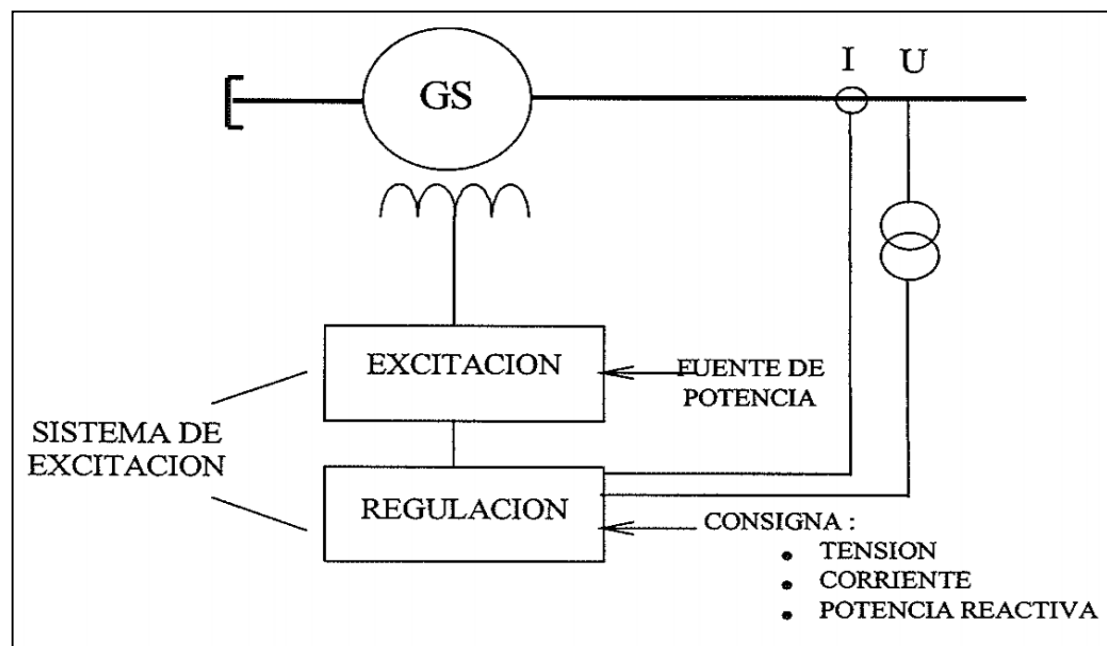 I U
GS
EXCITACION
FUENTE DE
POTENCIA
SISTEMA DE
EXCITACION
REGULACION
CONSIGNA :
• TENSION
• CORRIENTE
• POTENCIA REACTIVA